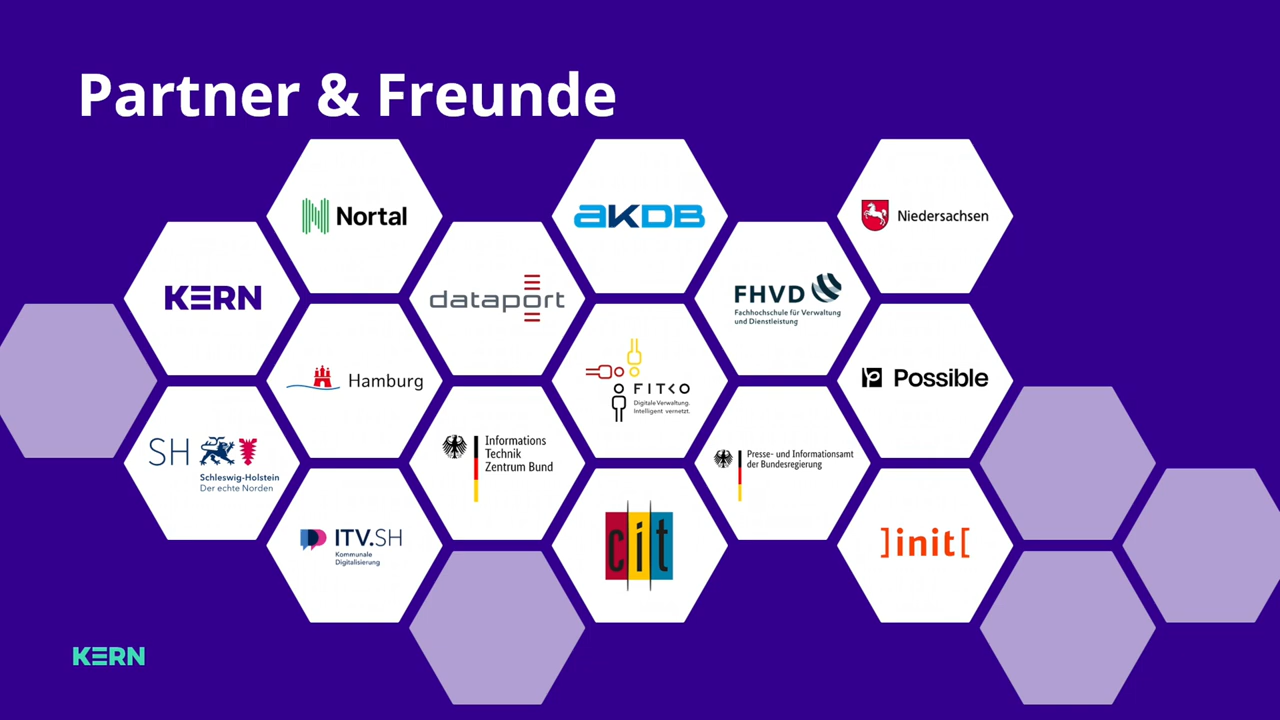 Partner & Freunde
Nortal
AKDB
Niedersachsen
KERN
dataport
FHVD
Fachhochschule für Verwaltung
und Dienstleistung
Hamburg
FITKO
Digitale Verwaltung.
Intelligent vernetzt.
Possible
SH
Schleswig-Holstein
Der echte Norden
Informations
Technik
Zentrum Bund
Presse- und Informationsamt
der Bundesregierung
ITV.SH
Kommunale
Digitalisierung
cit
]init[
KERN